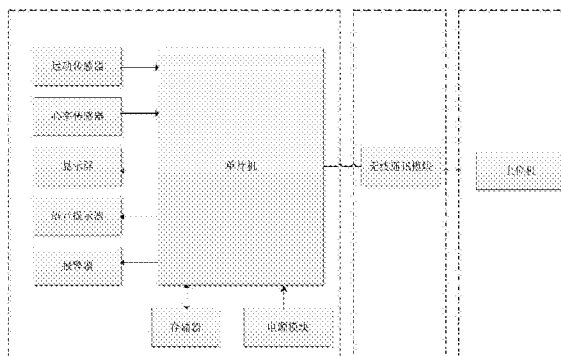 运动传感器
心率传感器
显示屏
语音提示器
报警器
单片机
存储器
电源模块
无线通讯模块
上位机